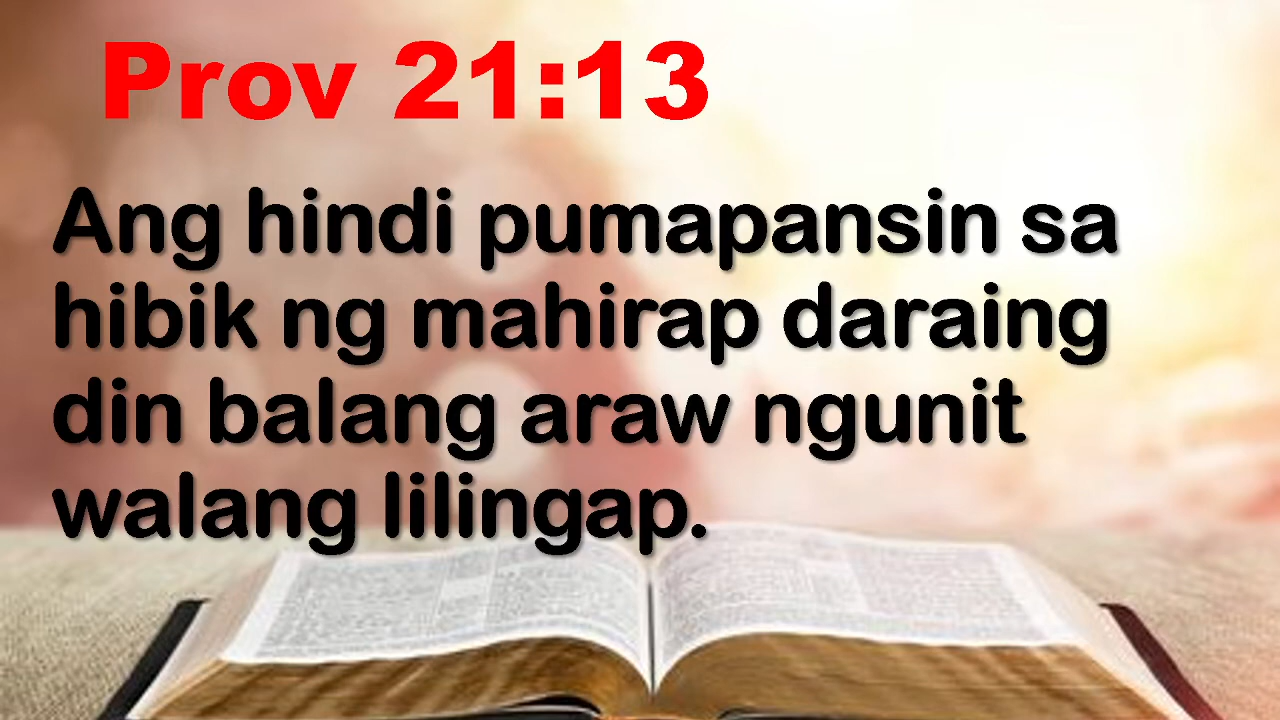 Prov 21:13
Ang hindi pumapansin sa
hibik ng mahirap daraing
din balang araw ngunit
walang lilingap.